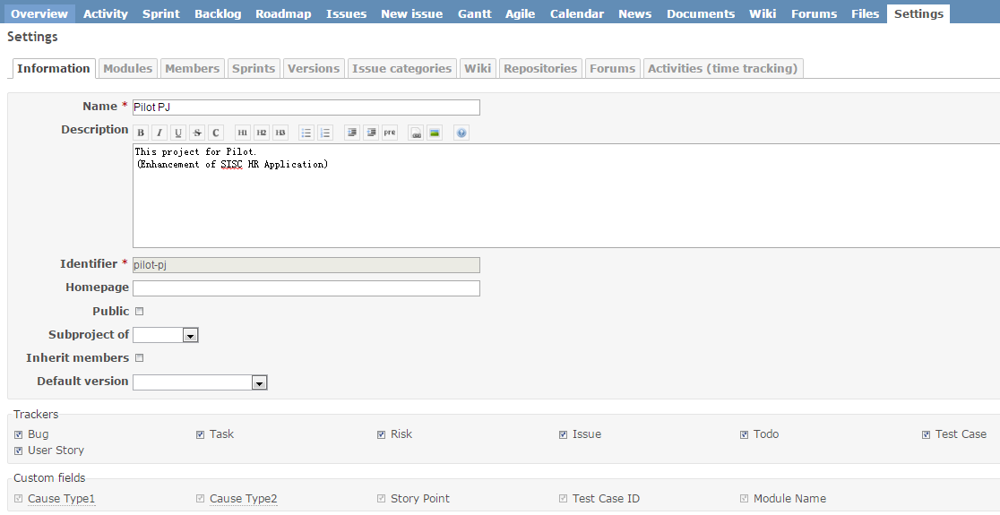 Overview Activity Sprint Backlog Roadmap Issues New issue Gantt Agile Calendar News Documents Wiki Forums Files Settings
Settings
Information Modules Members Sprints Versions Issue categories Wiki Repositories Forums Activities (time tracking)
Name * Pilot PJ
Description B I U S C H1 H2 H3 pre
This project for Pilot.
(Enhancement of SISC HR Application)
Identifier * pilot-pj
Homepage
Public
Subproject of
Inherit members
Default version
Trackers
Bug Task Risk Issue Todo Test Case
User Story
Custom fields
Cause Type1 Cause Type2 Story Point Test Case ID Module Name